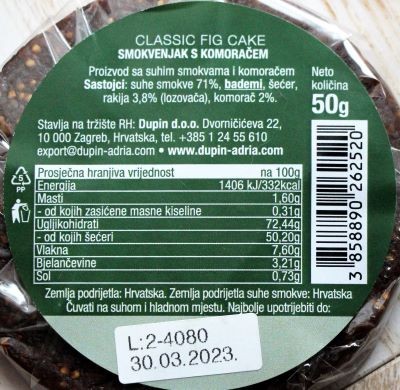 CLASSIC FIG CAKE
SMOKVENJAK S KOMORAČEM
Proizvod sa suhim smokvama i komoračem
Sastojci: suhe smokve 71%, bademi, šećer,
rakija 3,8% (lozovača), komorač 2%.
Neto
količina
50g
Stavlja na tržište RH: Dupin d.o.o. Dvorničićeva 22,
10 000 Zagreb, Hrvatska, tel. +385 1 24 55 610
export@dupin-adria.com • www.dupin-adria.com
Prosječna hranjiva vrijednost na 100g
Energija 1406 kJ/332kcal
Masti 1,60g
- od kojih zasićene masne kiseline 0,31g
Ugljikohidrati 72,44g
- od kojih šećeri 50,20g
Vlakna 7,60g
Bjelančevine 3,21g
Sol 0,73g
5
PP
3 858890 262520
Zemlja podrijetla: Hrvatska. Zemlja podrijetla suhe smokve: Hrvatska
Čuvati na suhom i hladnom mjestu. Najbolje upotrijebiti do:
L:2-4080
30.03.2023.